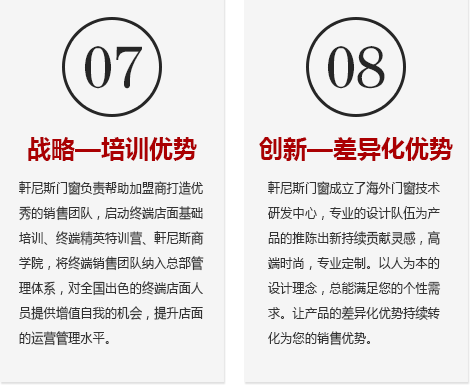 07
战略—培训优势
軒尼斯门窗负责帮助加盟商打造优
秀的销售团队，启动终端店面基础
培训、终端精英特训营、軒尼斯商
学院，将终端销售团队纳入总部管
理体系，对全国出色的终端店面人
员提供增值自我的机会，提升店面
的运营管理水平。
08
创新—差异化优势
軒尼斯门窗成立了海外门窗技术
研发中心，专业的设计队伍为产
品的推陈出新持续贡献灵感，高
端时尚，专业定制。以人为本的
设计理念，总能满足您的个性需
求。让产品的差异化优势持续转
化为您的销售优势。